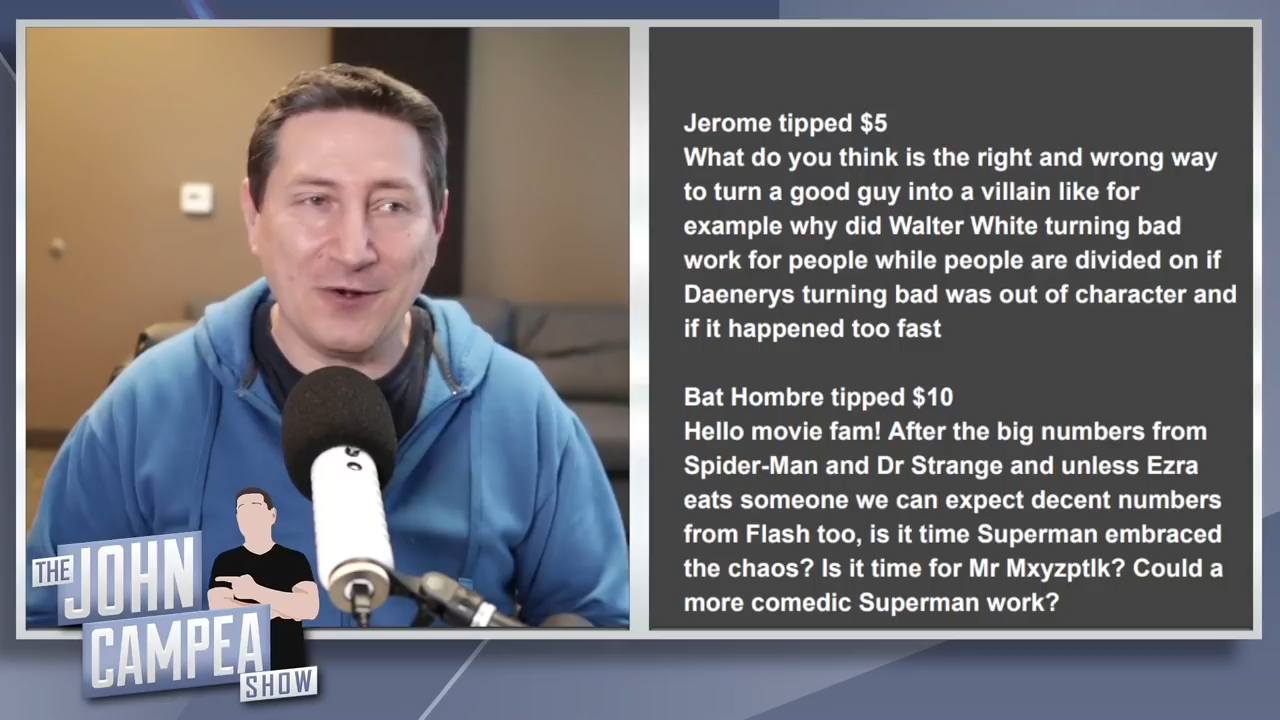 Jerome tipped $5
What do you think is the right and wrong way
to turn a good guy into a villain like for
example why did Walter White turning bad
work for people while people are divided on if
Daenerys turning bad was out of character and
if it happened too fast
Bat Hombre tipped $10
Hello movie fam! After the big numbers from
Spider-Man and Dr Strange and unless Ezra
eats someone we can expect decent numbers
from Flash too, is it time Superman embraced
the chaos? Is it time for Mr Mxyzptlk? Could a
more comedic Superman work?
THE
JOHN
CAMPEA
SHOW